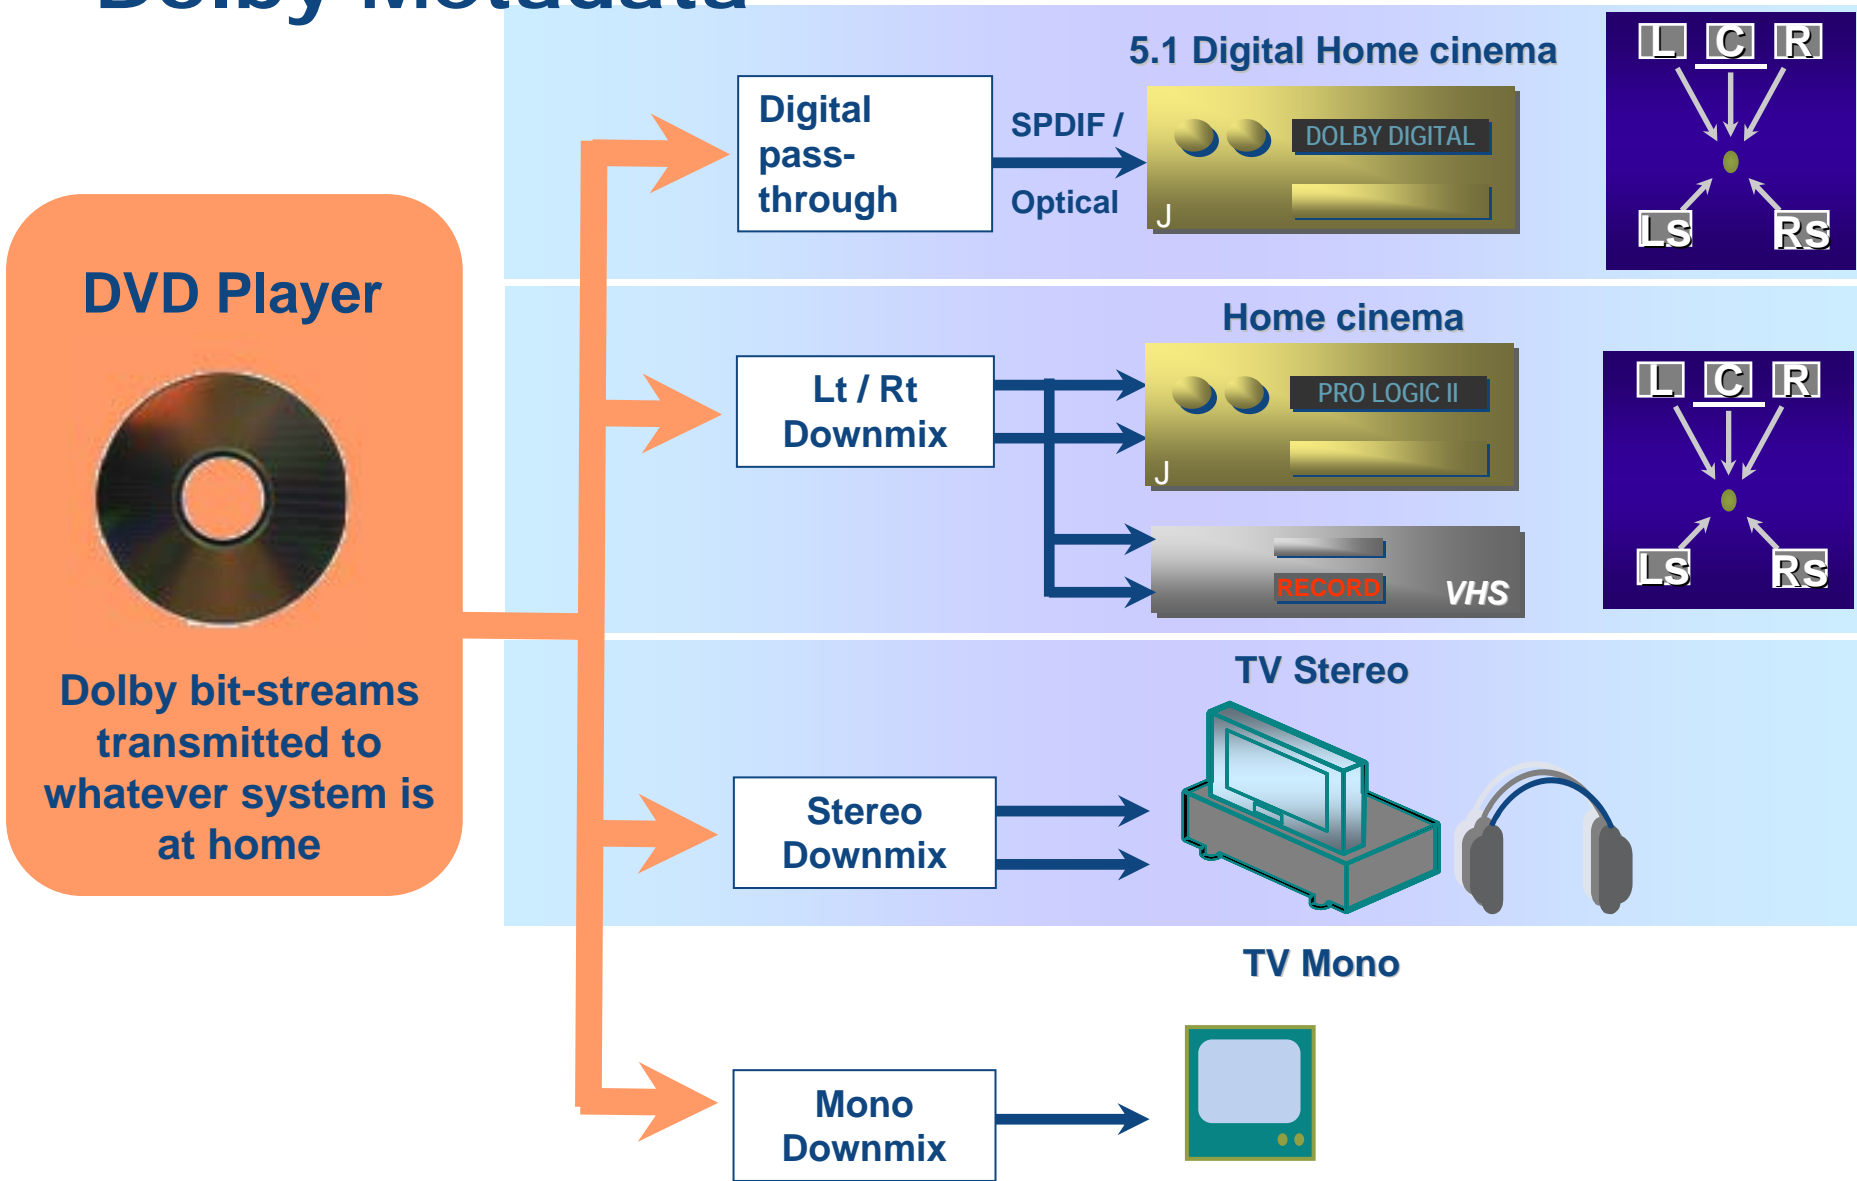 Dolby Metadata
5.1 Digital Home cinema
L C R
Digital
pass-
through
SPDIF /
Optical
DOLBY DIGITAL
J
Ls Rs
DVD Player
Dolby bit-streams
transmitted to
whatever system is
at home
Home cinema
Lt / Rt
Downmix
PRO LOGIC II
J
L C R
Ls Rs
RECORD
VHS
TV Stereo
Stereo
Downmix
TV Mono
Mono
Downmix